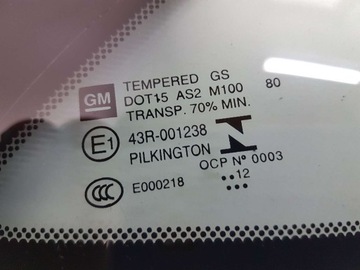 GM
TEMPERED GS
DOT15 AS2 M100 80
TRANSP. 70% MIN.
E1 43R-001238
PILKINGTON
OCP Nº 0003
CCC E000218
12